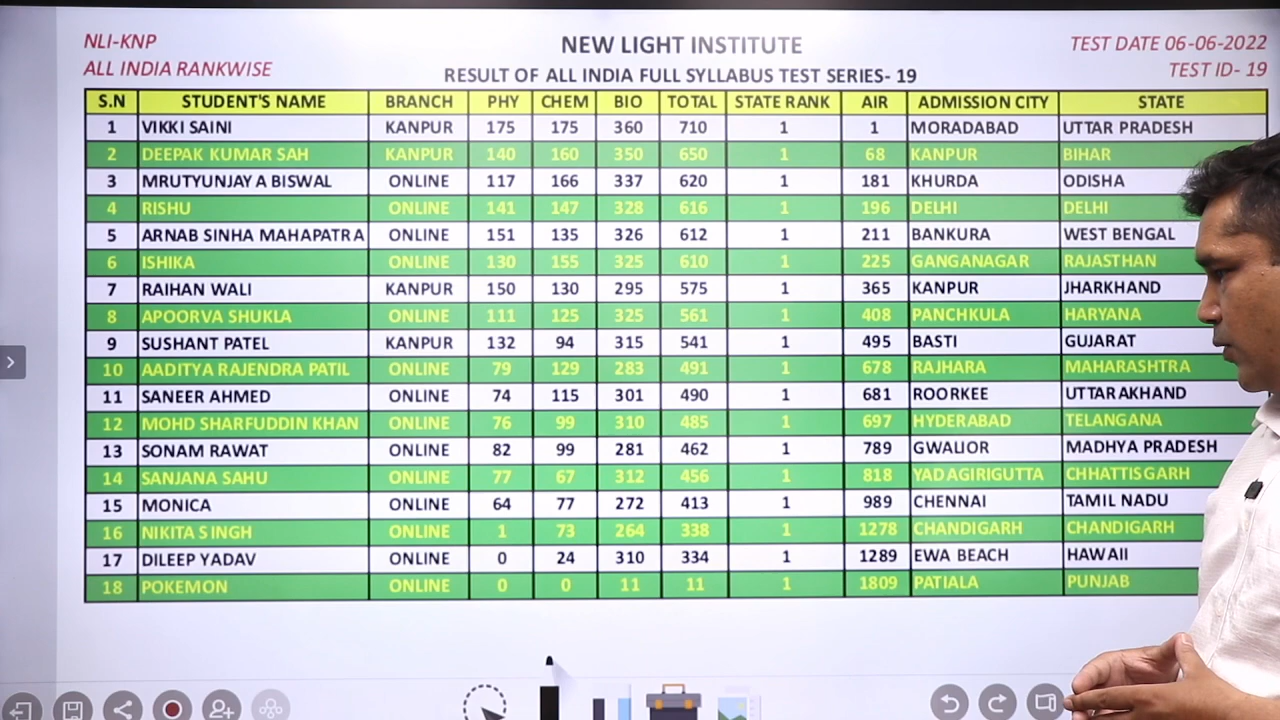 NLI-KNP NEW LIGHT INSTITUTE TEST DATE 06-06-2022
ALL INDIA RANKWISE RESULT OF ALL INDIA FULL SYLLABUS TEST SERIES- 19 TEST ID- 19
S.N STUDENT'S NAME BRANCH PHY CHEM BIO TOTAL STATE RANK AIR ADMISSION CITY STATE
1 VIKKI SAINI KANPUR 175 175 360 710 1 1 MORADABAD UTTAR PRADESH
2 DEEPAK KUMAR SAH KANPUR 140 160 350 650 1 68 KANPUR BIHAR
3 MRUTYUNJAYA BISWAL ONLINE 117 166 337 620 1 181 KHURDA ODISHA
4 RISHU ONLINE 141 147 328 616 1 196 DELHI DELHI
5 ARNAB SINHA MAHAPATRA ONLINE 151 135 326 612 1 211 BANKURA WEST BENGAL
6 ISHIKA ONLINE 130 155 325 610 1 225 GANGANAGAR RAJASTHAN
7 RAIHAN WALI KANPUR 150 130 295 575 1 365 KANPUR JHARKHAND
8 APOORVA SHUKLA ONLINE 111 125 325 561 1 408 PANCHKULA HARYANA
9 SUSHANT PATEL KANPUR 132 94 315 541 1 495 BASTI GUJARAT
10 AADITYA RAJENDRA PATIL ONLINE 79 129 283 491 1 678 RAJHARA MAHARASHTRA
11 SANEER AHMED ONLINE 74 115 301 490 1 681 ROORKEE UTTARAKHAND
12 MOHD SHARFUDDIN KHAN ONLINE 76 99 310 485 1 697 HYDERABAD TELANGANA
13 SONAM RAWAT ONLINE 82 99 281 462 1 789 GWALIOR MADHYA PRADESH
14 SANJANA SAHU ONLINE 77 67 312 456 1 818 YADAGIRIGUTTA CHHATTISGARH
15 MONICA ONLINE 64 77 272 413 1 989 CHENNAI TAMIL NADU
16 NIKITA SINGH ONLINE 1 73 264 338 1 1278 CHANDIGARH CHANDIGARH
17 DILEEP YADAV ONLINE 0 24 310 334 1 1289 EWA BEACH HAWAII
18 POKEMON ONLINE 0 0 11 11 1 1809 PATIALA PUNJAB